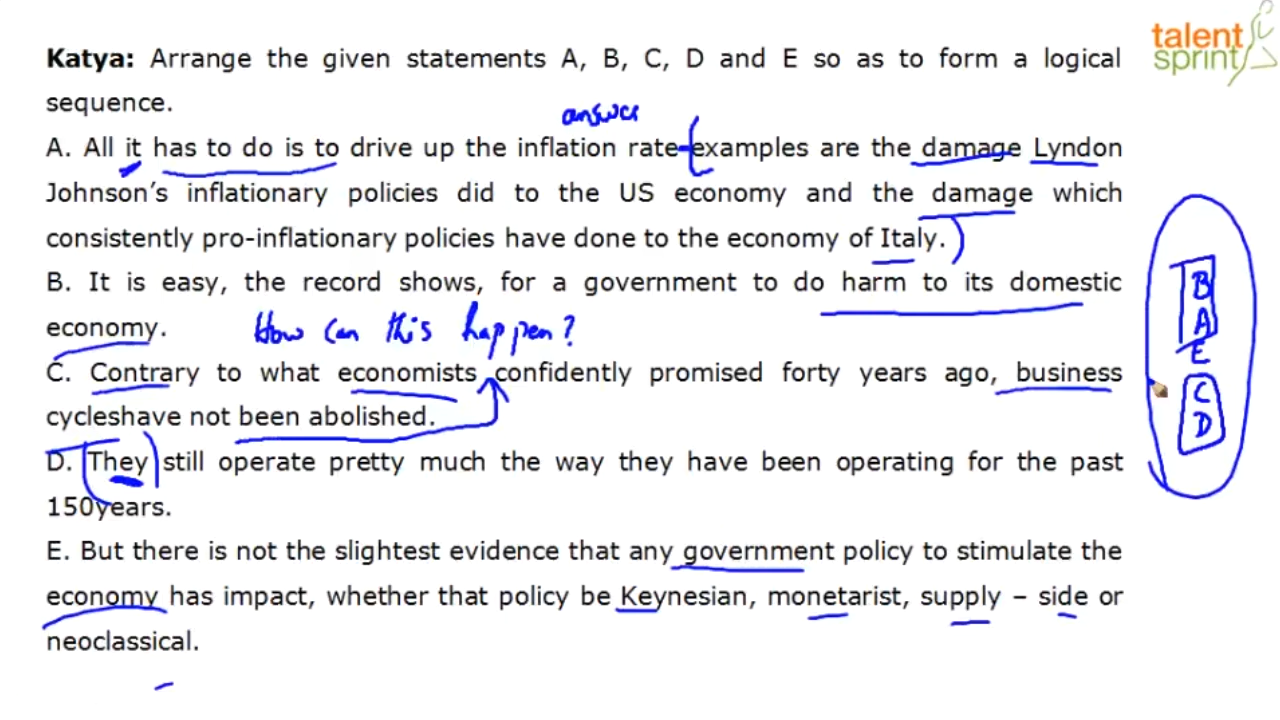 talent
sprint
Katya: Arrange the given statements A, B, C, D and E so as to form a logical
sequence.
answer
A. All it has to do is to drive up the inflation rate-examples are the damage Lyndon
Johnson's inflationary policies did to the US economy and the damage which
consistently pro-inflationary policies have done to the economy of Italy.
B. It is easy, the record shows, for a government to do harm to its domestic
economy.
How can this happen?
C. Contrary to what economists confidently promised forty years ago, business
cycleshave not been abolished.
D. They still operate pretty much the way they have been operating for the past
150years.
E. But there is not the slightest evidence that any government policy to stimulate the
economy has impact, whether that policy be Keynesian, monetarist, supply – side or
neoclassical.
B
A
E
C
D